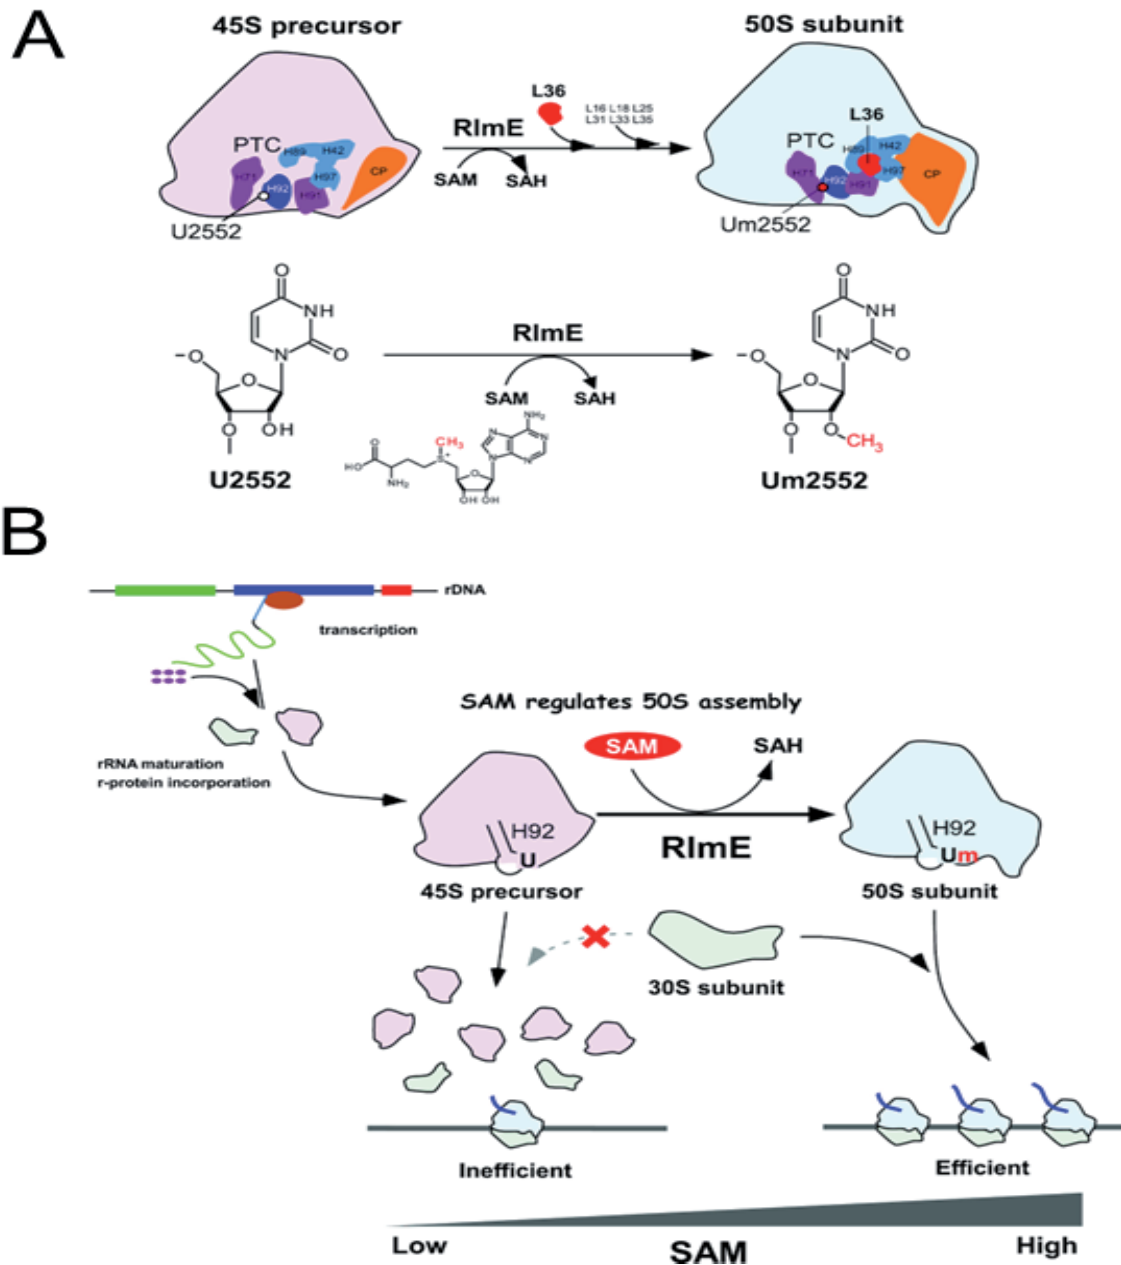 A
45S precursor
50S subunit
L36
L16 L18 L25
L31 L33 L35
RlmE
SAM
SAH
PTC
H89
H42
H71
H92
H97
H91
CP
U2552
L36
PTC
H89
H42
H71
H92
H91
H97
CP
Um2552
O
NH
N
O
–O
O
O
OH
U2552
RlmE
SAM
SAH
NH2
CH3
O
HO
S+
NH2
N
N
N
N
O
OH OH
O
NH
N
O
–O
O
O
O
CH3
Um2552
B
rDNA
transcription
rRNA maturation
r-protein incorporation
SAM regulates 50S assembly
SAM
SAH
H92
U
RlmE
H92
Um
45S precursor
50S subunit
30S subunit
Inefficient
Efficient
Low
SAM
High